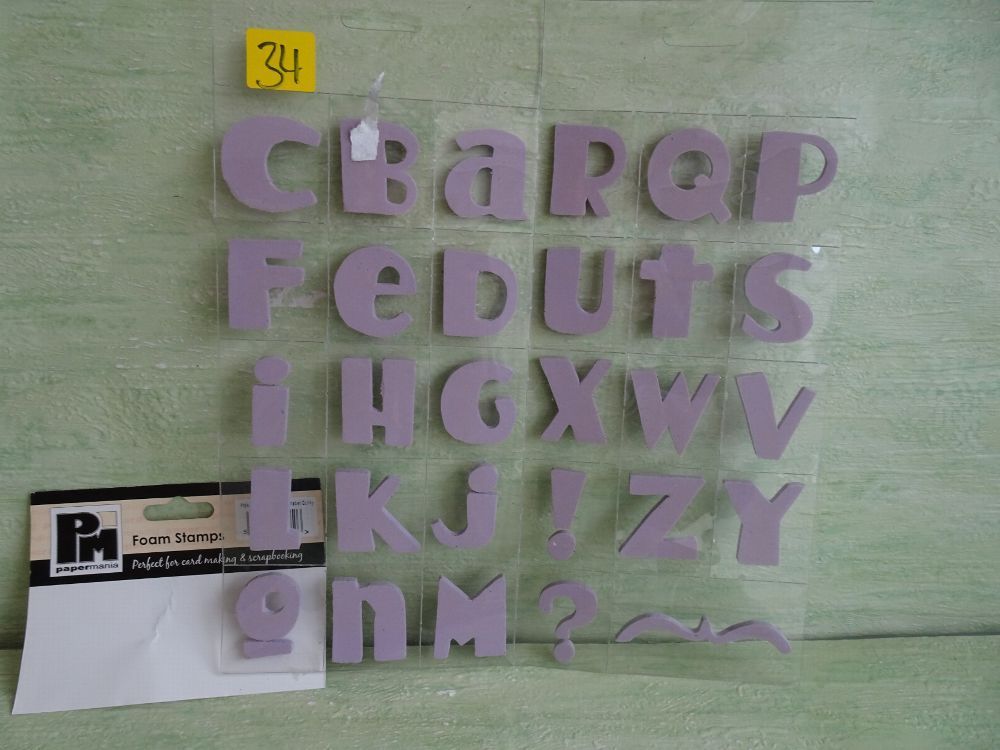 34
C B a R Q P
F e D U t S
i H G X W V
L K j ! Z Y
o n M ?
PM
papermania
Foam Stamps
Perfect for card making & scrapbooking